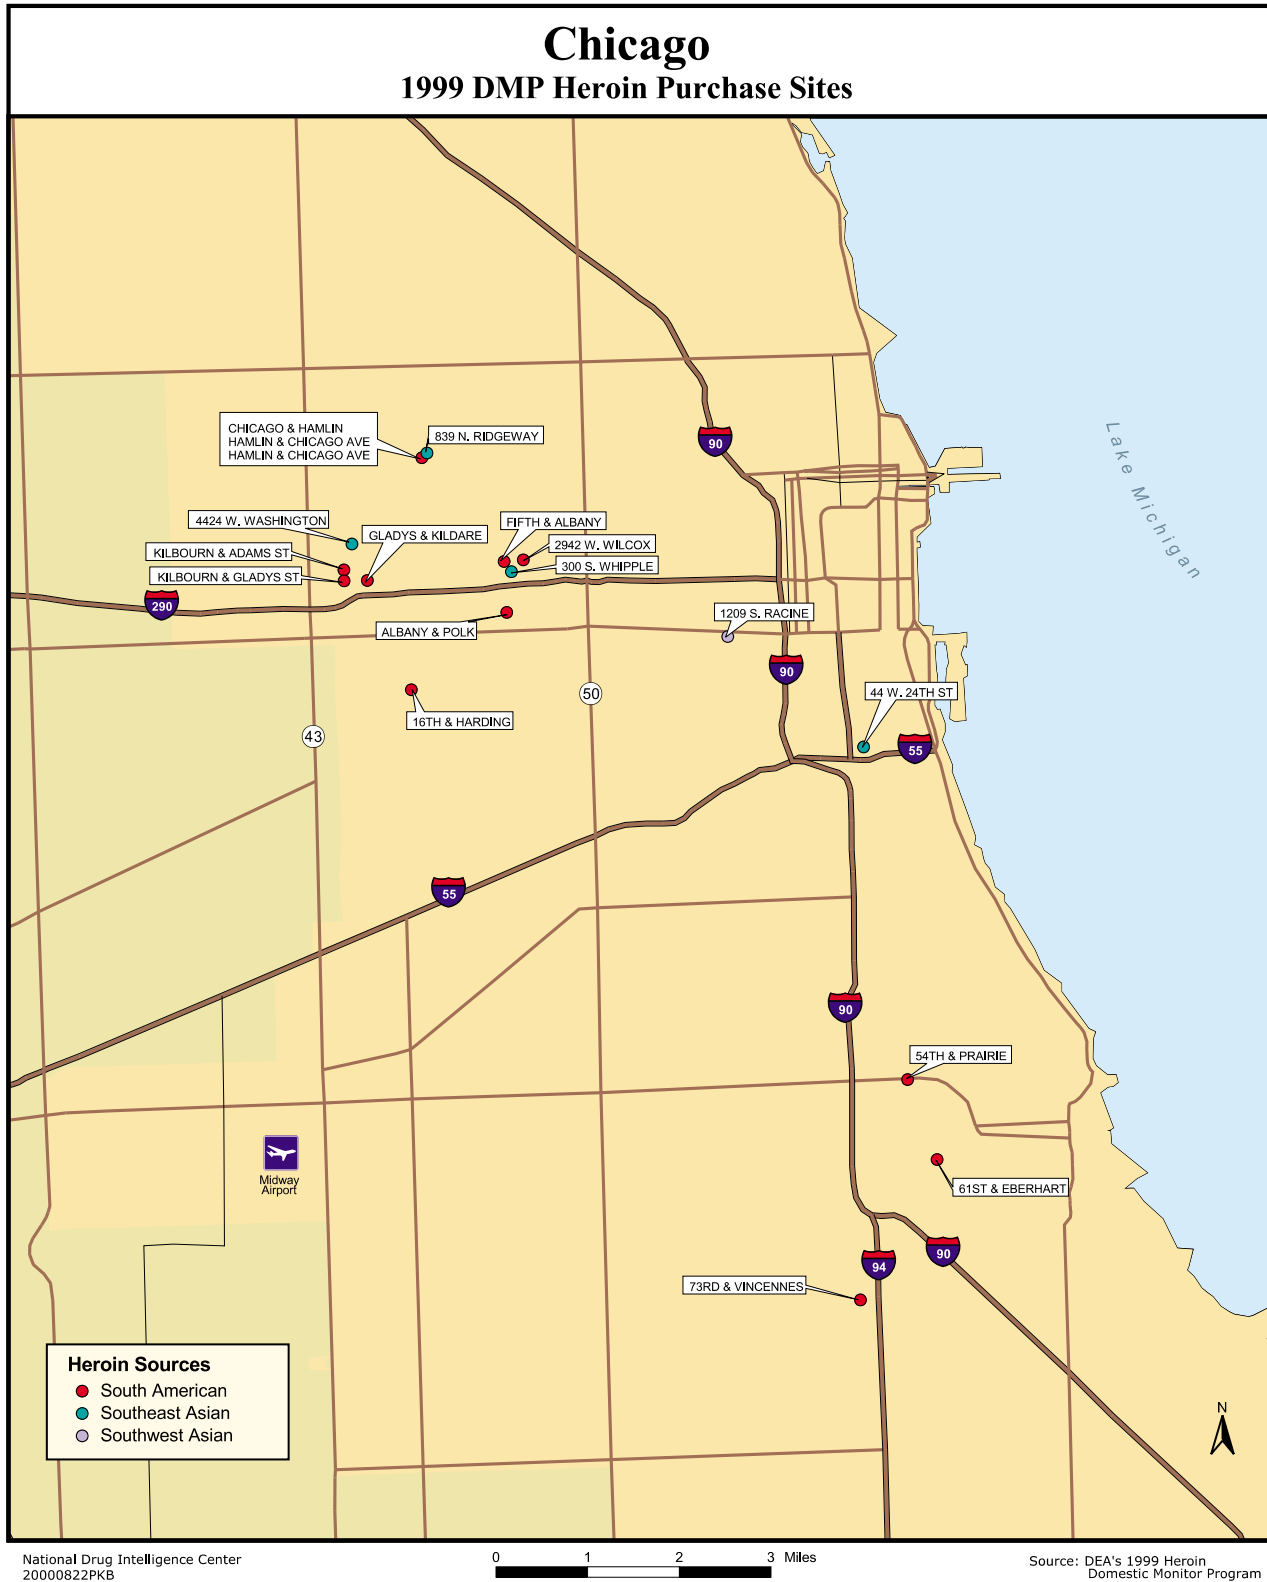 Chicago
1999 DMP Heroin Purchase Sites
CHICAGO & HAMLIN
HAMLIN & CHICAGO AVE
HAMLIN & CHICAGO AVE
839 N. RIDGEWAY
90
Lake Michigan
4424 W. WASHINGTON
GLADYS & KILDARE
FIFTH & ALBANY
KILBOURN & ADAMS ST
2942 W. WILCOX
300 S. WHIPPLE
KILBOURN & GLADYS ST
290
1209 S. RACINE
ALBANY & POLK
90
44 W. 24TH ST
50
16TH & HARDING
43
55
55
90
54TH & PRAIRIE
Midway
Airport
61ST & EBERHART
90
94
73RD & VINCENNES
Heroin Sources
South American
Southeast Asian
Southwest Asian
N
National Drug Intelligence Center
20000822PKB
0 1 2 3 Miles
Source: DEA's 1999 Heroin
Domestic Monitor Program